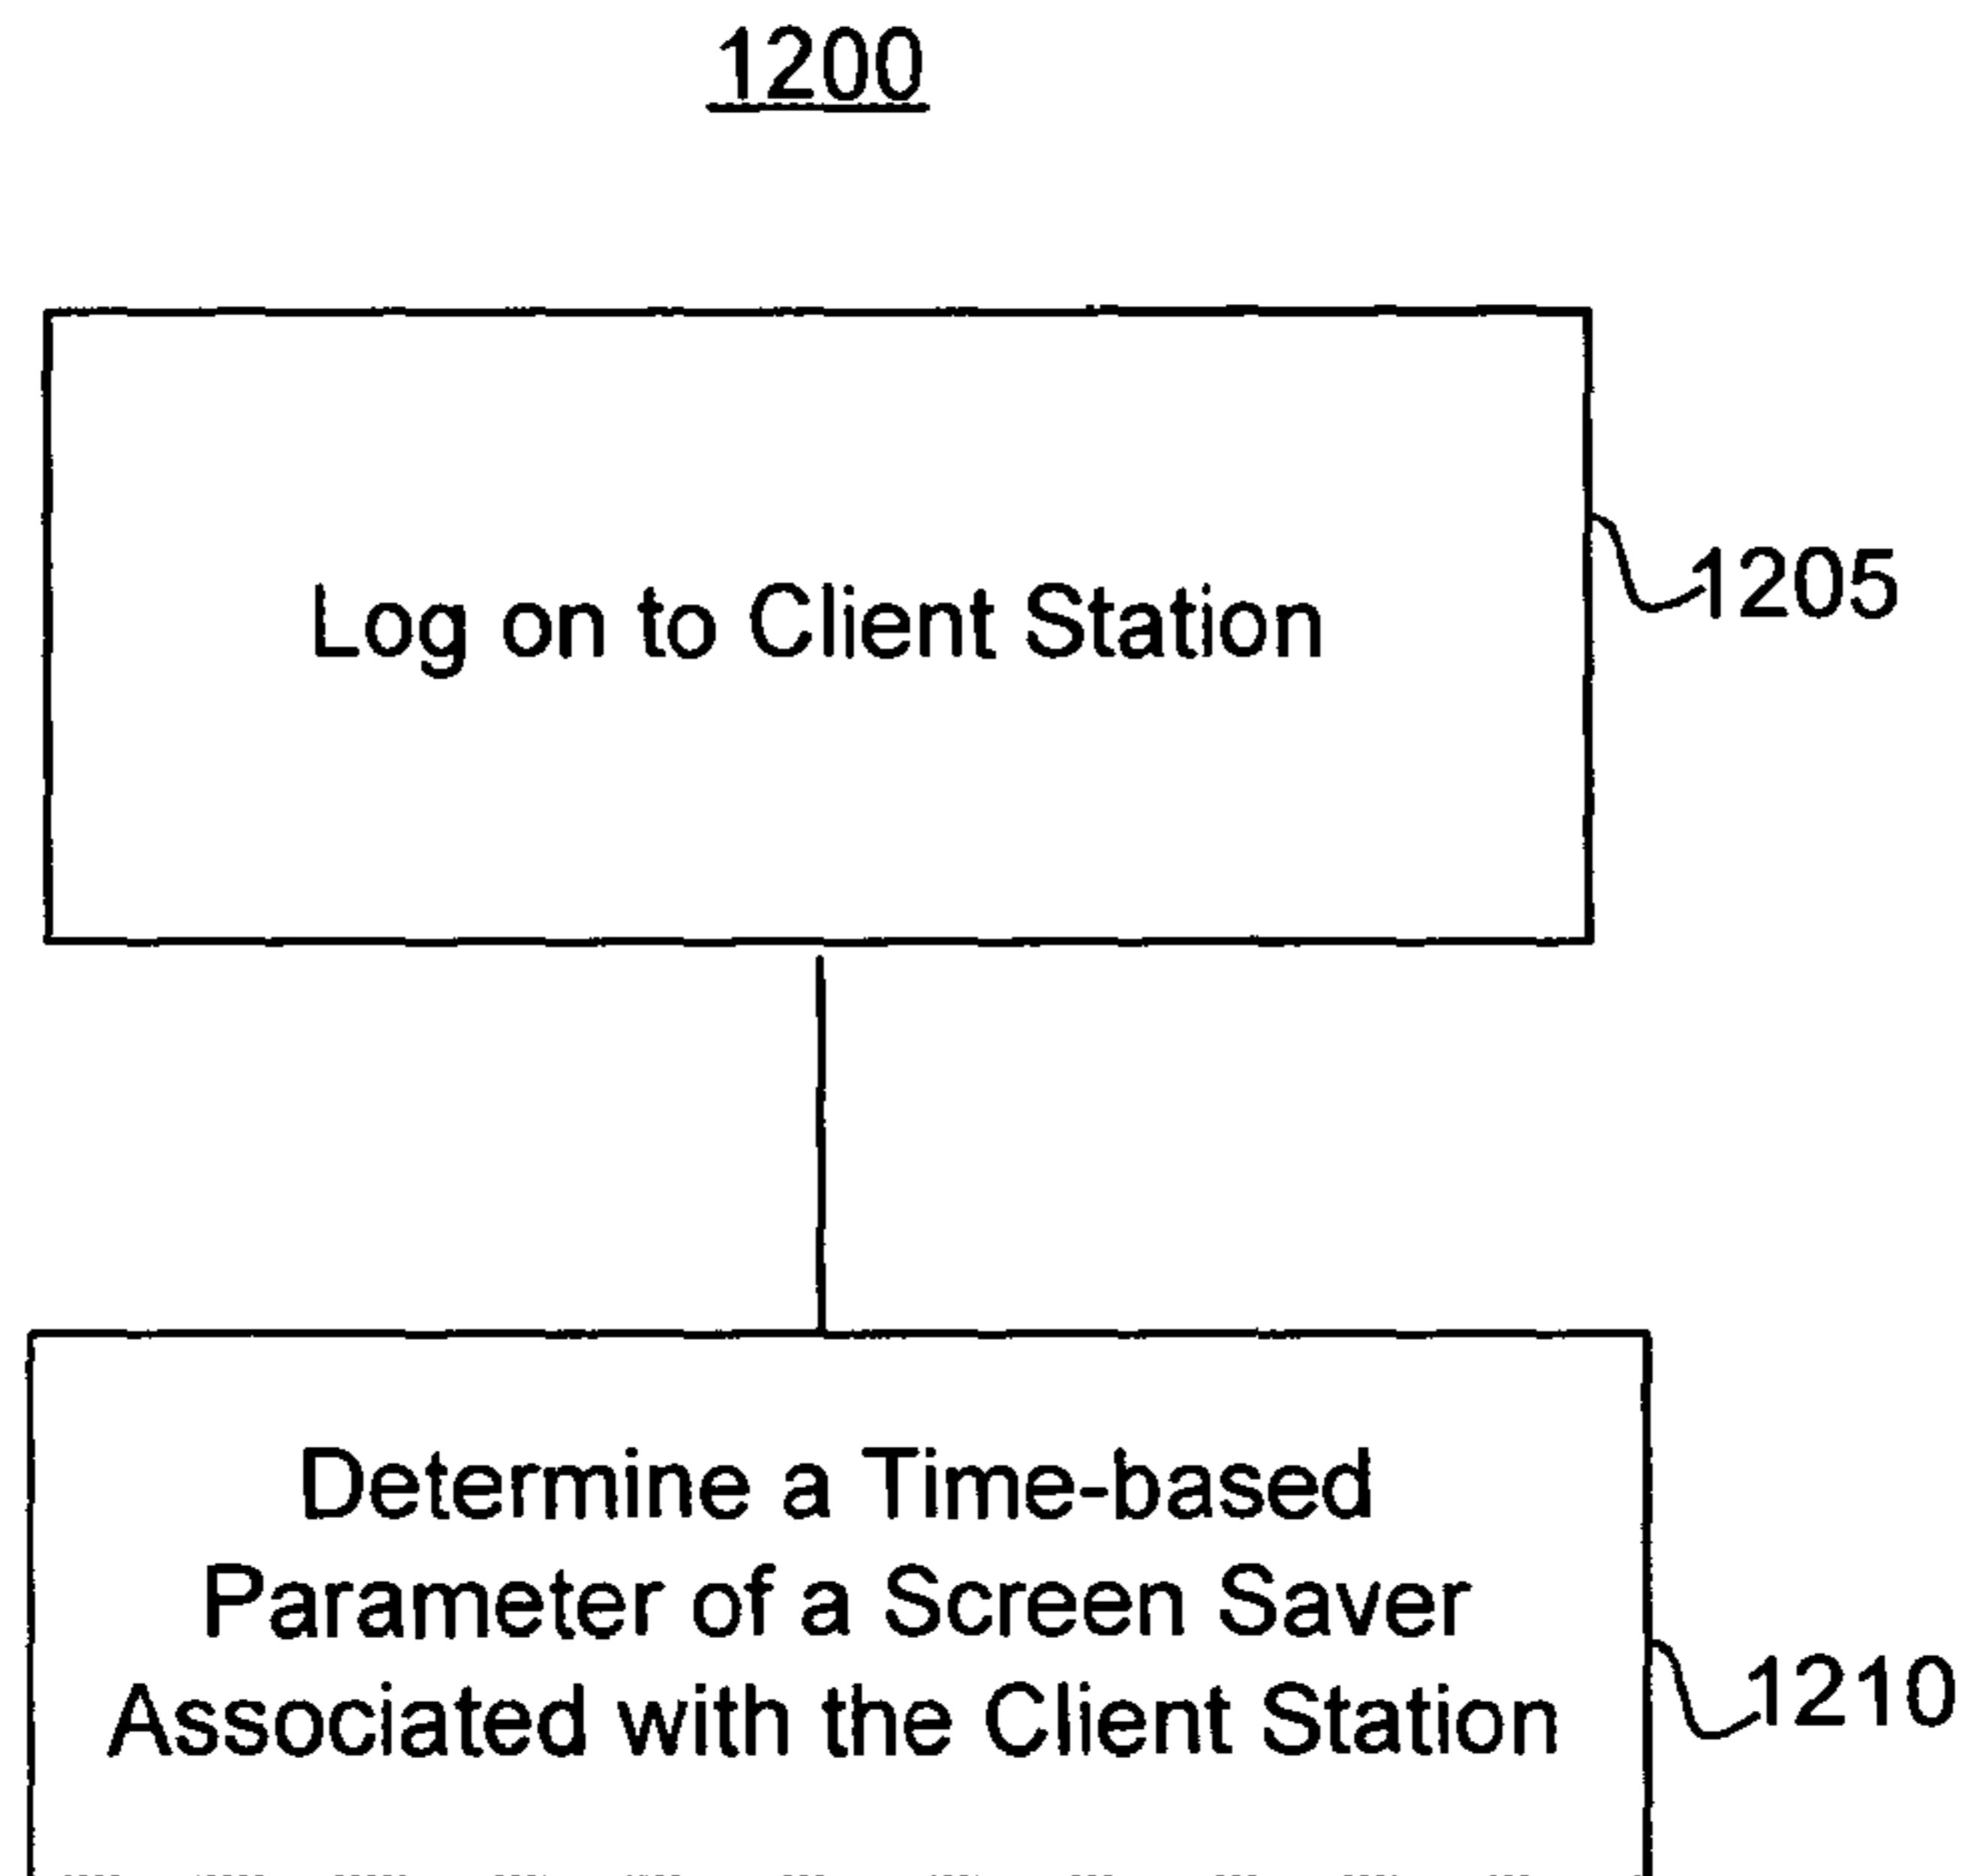 1200
Log on to Client Station
1205
Determine a Time-based
Parameter of a Screen Saver
Associated with the Client Station
1210